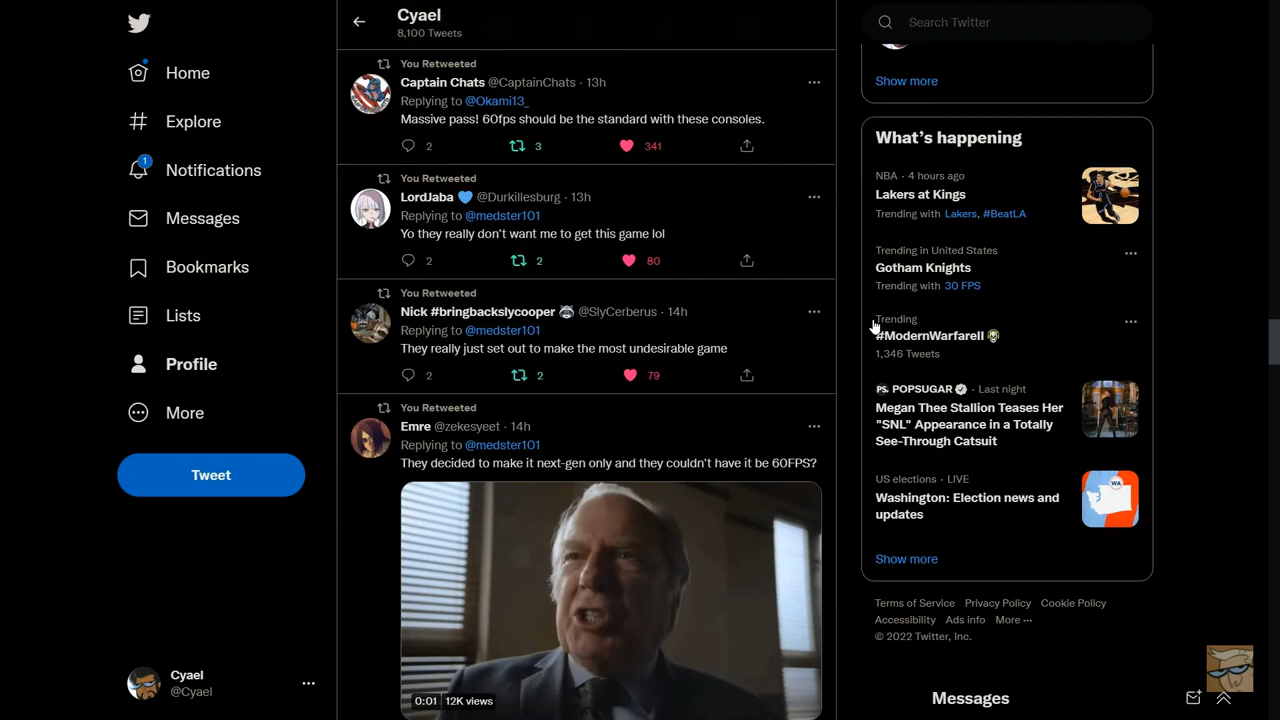 Home
Explore
1
Notifications
Messages
Bookmarks
Lists
Profile
More
Tweet
Cyael
@Cyael
Cyael
8,100 Tweets
You Retweeted
Captain Chats @CaptainChats · 13h
Replying to @Okami13_
Massive pass! 60fps should be the standard with these consoles.
2 3 341
You Retweeted
LordJaba 💙 @Durkillesburg · 13h
Replying to @medster101
Yo they really don't want me to get this game lol
2 2 80
You Retweeted
Nick #bringbackslycooper 🦝 @SlyCerberus · 14h
Replying to @medster101
They really just set out to make the most undesirable game
2 2 79
You Retweeted
Emre @zekesyeet · 14h
Replying to @medster101
They decided to make it next-gen only and they couldn't have it be 60FPS?
0:01 12K views
Search Twitter
Show more
What's happening
NBA · 4 hours ago
Lakers at Kings
Trending with Lakers, #BeatLA
Trending in United States
Gotham Knights
Trending with 30 FPS
Trending
#ModernWarfareII
1,346 Tweets
PS. POPSUGAR · Last night
Megan Thee Stallion Teases Her
"SNL" Appearance in a Totally
See-Through Catsuit
US elections · LIVE
Washington: Election news and
updates
WA
Show more
Terms of Service Privacy Policy Cookie Policy
Accessibility Ads info More ···
© 2022 Twitter, Inc.
Messages